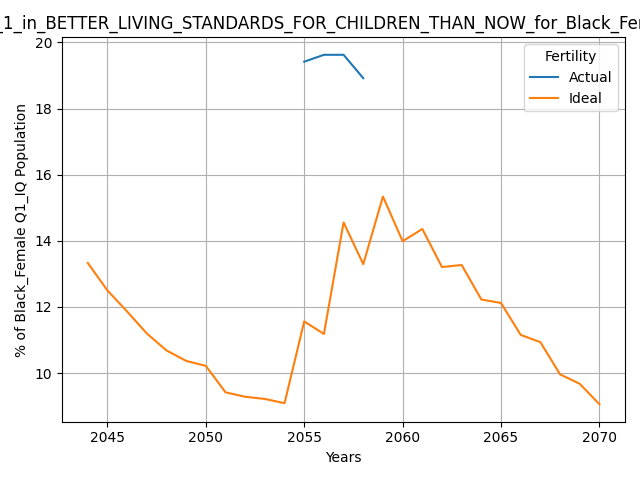 _1_in_BETTER_LIVING_STANDARDS_FOR_CHILDREN_THAN_NOW_for_Black_Fe
20
18
16
14
12
10
% of Black_Female Q1_IQ Population
Fertility
Actual
Ideal
2045 2050 2055 2060 2065 2070
Years